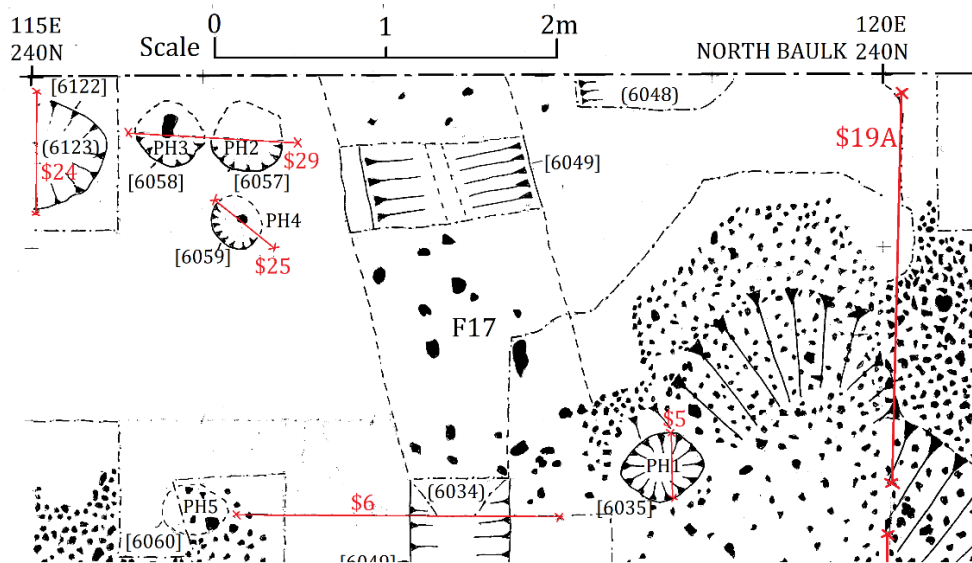 115E
240N
Scale
0
1
2m
120E
NORTH BAULK 240N
[6122]
(6123)
$24
PH3
PH2
$29
[6058]
[6057]
PH4
[6059]
$25
(6048)
[6049]
$19A
F17
$5
PH1
[6035]
(6034)
$6
PH5
[6060]
[6049]